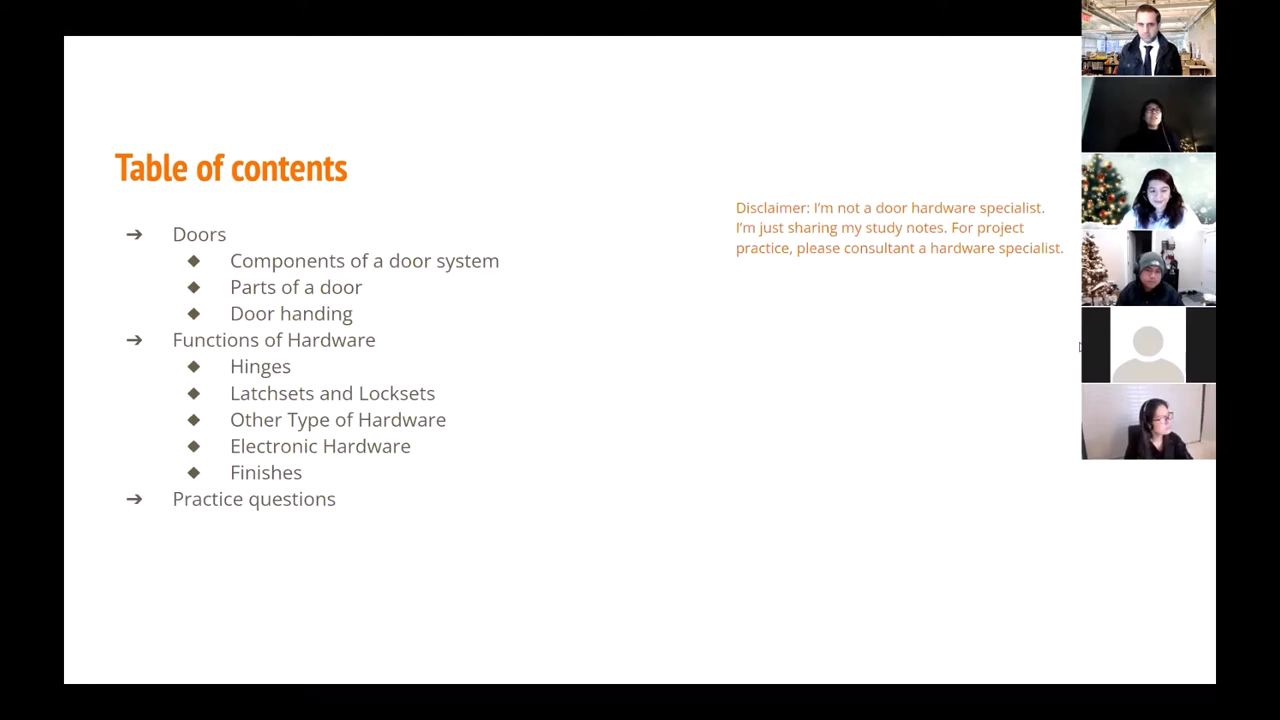 Table of contents
➔ Doors
◆ Components of a door system
◆ Parts of a door
◆ Door handing
➔ Functions of Hardware
◆ Hinges
◆ Latchsets and Locksets
◆ Other Type of Hardware
◆ Electronic Hardware
◆ Finishes
➔ Practice questions
Disclaimer: I'm not a door hardware specialist.
I'm just sharing my study notes. For project
practice, please consultant a hardware specialist.